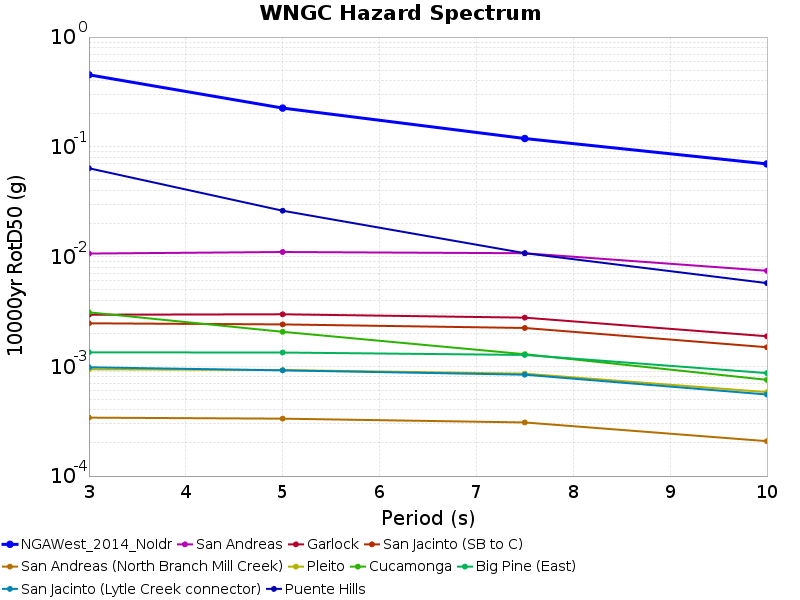 WNGC Hazard Spectrum
10000yr RotD50 (g)
10^0
10^-1
10^-2
10^-3
10^-4
3 4 5 6 7 8 9 10
Period (s)
NGAWest_2014_NoIdr San Andreas Garlock San Jacinto (SB to C)
San Andreas (North Branch Mill Creek) Pleito Cucamonga Big Pine (East)
San Jacinto (Lytle Creek connector) Puente Hills